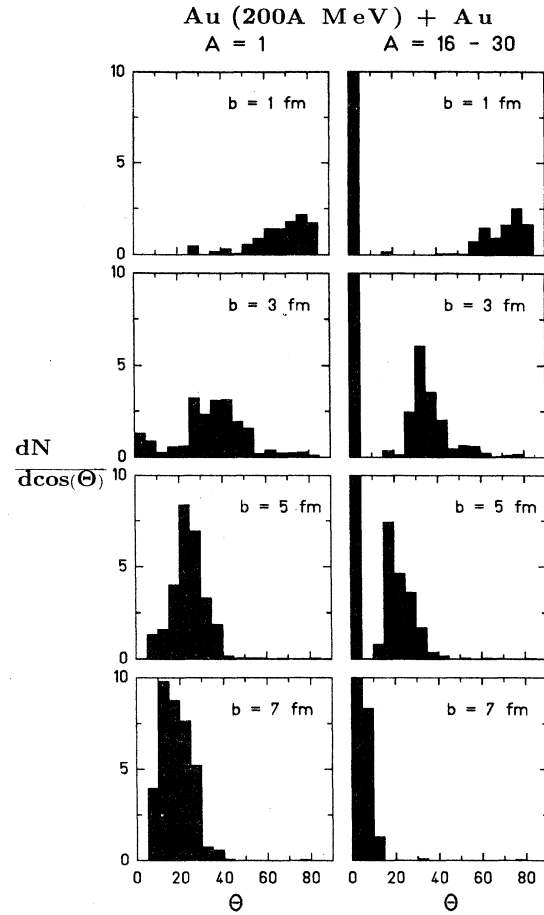 Au (200A MeV) + Au
A = 1 A = 16 - 30
10
b = 1 fm b = 1 fm
5
0
10
b = 3 fm b = 3 fm
5
0
dN
dcos(Θ)
10
b = 5 fm b = 5 fm
5
0
10
b = 7 fm b = 7 fm
5
0
0 20 40 60 80 0 20 40 60 80
Θ Θ